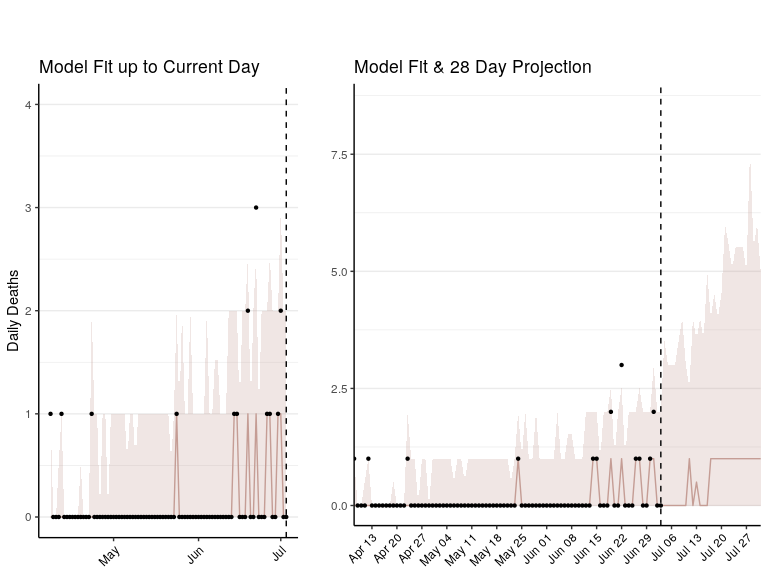 Model Fit up to Current Day
Daily Deaths
4
3
2
1
0
May
Jun
Jul
Model Fit & 28 Day Projection
7.5
5.0
2.5
0.0
Apr 13
Apr 20
Apr 27
May 04
May 11
May 18
May 25
Jun 01
Jun 08
Jun 15
Jun 22
Jun 29
Jul 06
Jul 13
Jul 20
Jul 27